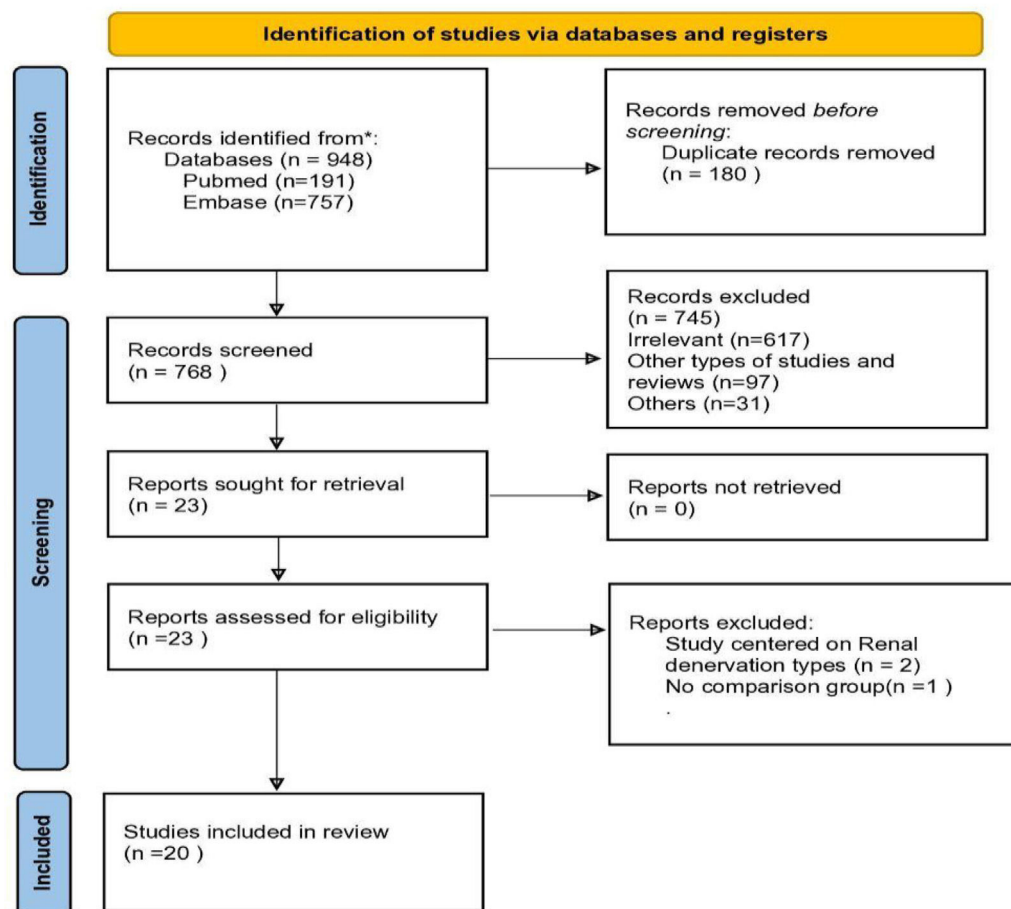 Identification of studies via databases and registers
Identification
Records identified from*:
Databases (n = 948)
Pubmed (n=191)
Embase (n=757)
Records removed before
screening:
Duplicate records removed
(n = 180 )
Screening
Records screened
(n = 768 )
Records excluded
(n = 745)
Irrelevant (n=617)
Other types of studies and
reviews (n=97)
Others (n=31)
Reports sought for retrieval
(n = 23)
Reports not retrieved
(n = 0)
Reports assessed for eligibility
(n =23 )
Reports excluded:
Study centered on Renal
denervation types (n = 2)
No comparison group(n =1 )
.
Included
Studies included in review
(n =20 )